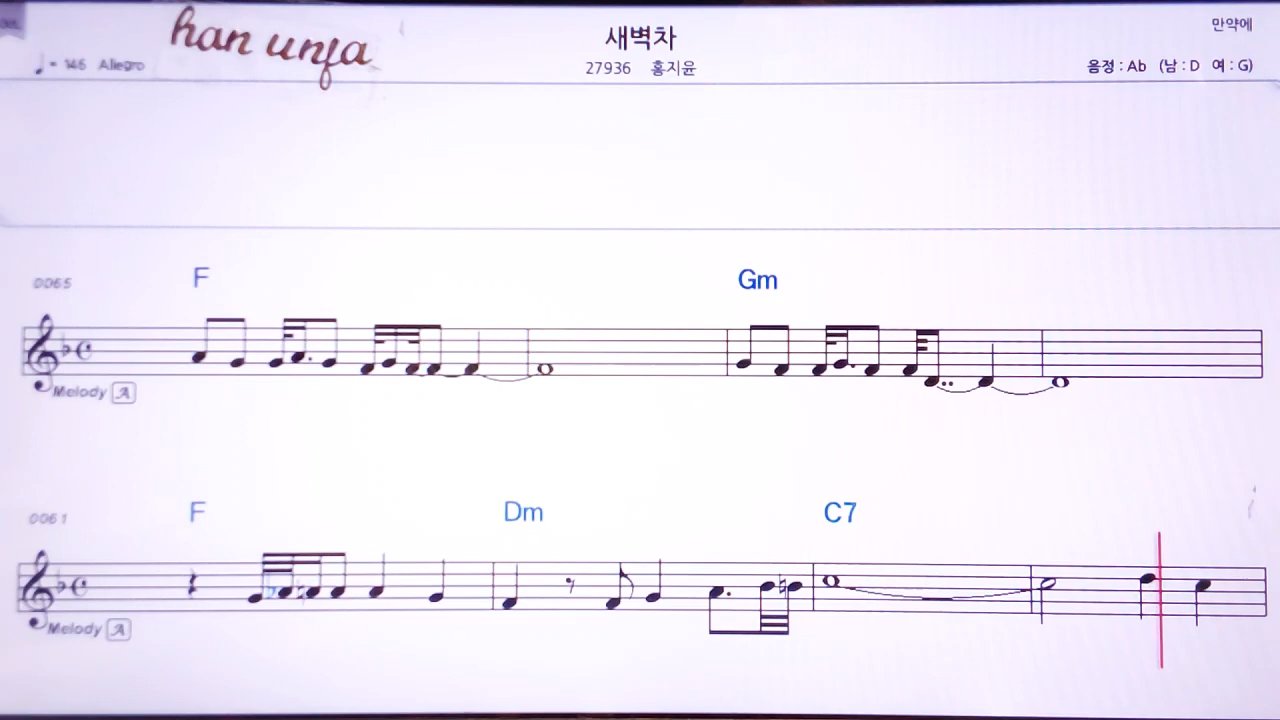 han unfa
새벽차
만약에
♩= 146 Allegro
27936 홍지윤
음정 : Ab (남 : D 여 : G)
0065
F
Gm
Melody A
0061
F
Dm
C7
Melody A